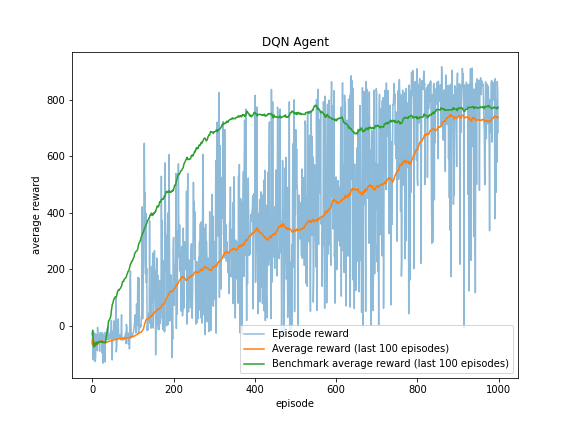 DQN Agent
average reward
800
600
400
200
0
0 200 400 600 800 1000
episode
Episode reward
Average reward (last 100 episodes)
Benchmark average reward (last 100 episodes)